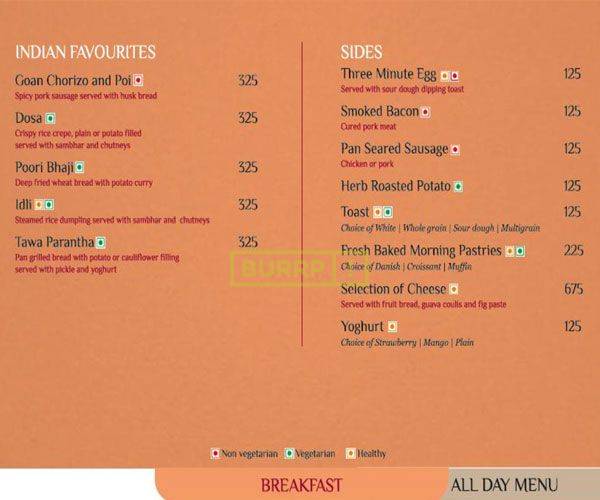 INDIAN FAVOURITES
Goan Chorizo and Poi 325
Spicy pork sausage served with husk bread
Dosa 325
Crispy rice crepe, plain or potato filled
served with sambhar and chutneys
Poori Bhaji 325
Deep fried wheat bread with potato curry
Idli 325
Steamed rice dumpling served with sambhar and chutneys
Tawa Parantha 325
Pan grilled bread with potato or cauliflower filling
served with pickle and yoghurt
SIDES
Three Minute Egg 125
Served with sour dough dipping toast
Smoked Bacon 125
Cured pork meat
Pan Seared Sausage 125
Chicken or pork
Herb Roasted Potato 125
Toast 125
Choice of White | Whole grain | Sour dough | Multigrain
Fresh Baked Morning Pastries 225
Choice of Danish | Croissant | Muffin
Selection of Cheese 675
Served with fruit bread, guava coulis and fig paste
Yoghurt 125
Choice of Strawberry | Mango | Plain
BURRP
Non vegetarian Vegetarian Healthy
BREAKFAST
ALL DAY MENU